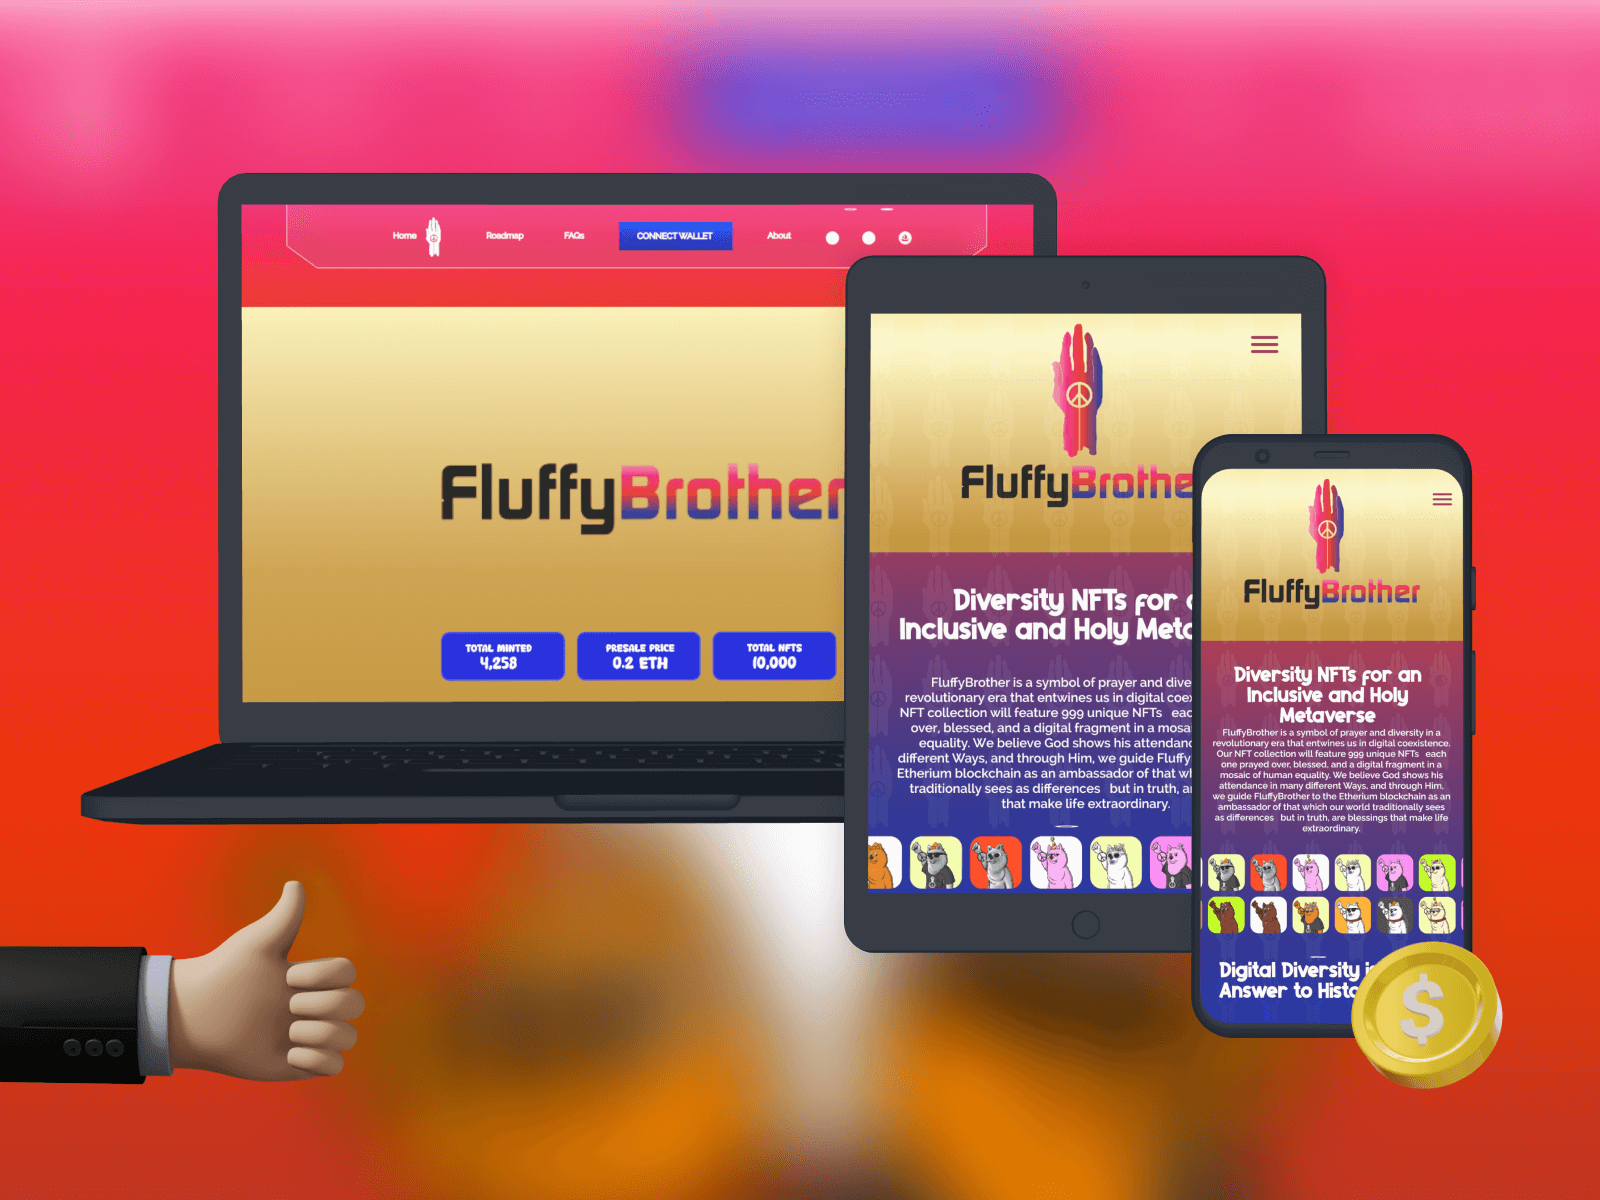 Home
Roadmap
FAQs
CONNECT WALLET
About
FluffyBrother
TOTAL MINTED
4,258
PRESALE PRICE
0.2 ETH
TOTAL NFTS
10,000
FluffyBrothe
Diversity NFTs for
Inclusive and Holy Meta
FluffyBrother is a symbol of prayer and dive
revolutionary era that entwines us in digital coex
NFT collection will feature 999 unique NFTs eac
over, blessed, and a digital fragment in a mosa
equality. We believe God shows his attendanc
different Ways, and through Him, we guide Fluffy
Etherium blockchain as an ambassador of that wh
traditionally sees as differences but in truth, ar
that make life extraordinary.
FluffyBrother
Diversity NFTs for an
Inclusive and Holy
Metaverse
FluffyBrother is a symbol of prayer and diversity in a
revolutionary era that entwines us in digital coexistence.
Our NFT collection will feature 999 unique NFTs each
one prayed over, blessed, and a digital fragment in a
mosaic of human equality. We believe God shows his
attendance in many different Ways, and through Him,
we guide FluffyBrother to the Etherium blockchain as an
ambassador of that which our world traditionally sees
as differences but in truth, are blessings that make life
extraordinary.
Digital Diversity i
Answer to Histo
$